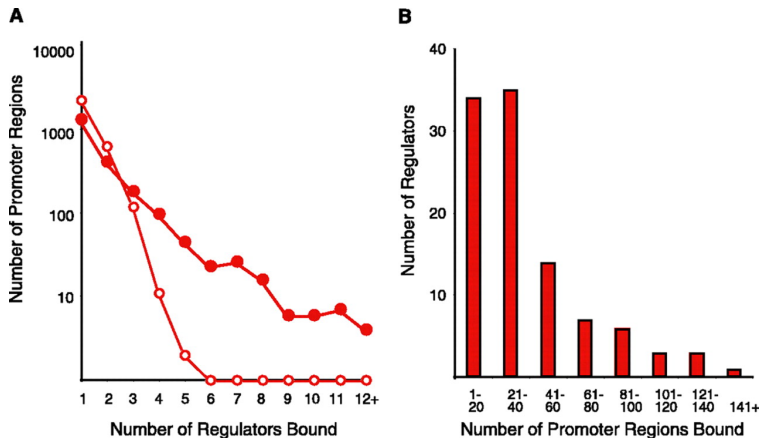 A
10000
1000
100
10
Number of Promoter Regions
1 2 3 4 5 6 7 8 9 10 11 12+
Number of Regulators Bound
B
40
30
20
10
Number of Regulators
1- 21- 41- 61- 81- 101- 121-
20 40 60 80 100 120 140 141+
Number of Promoter Regions Bound